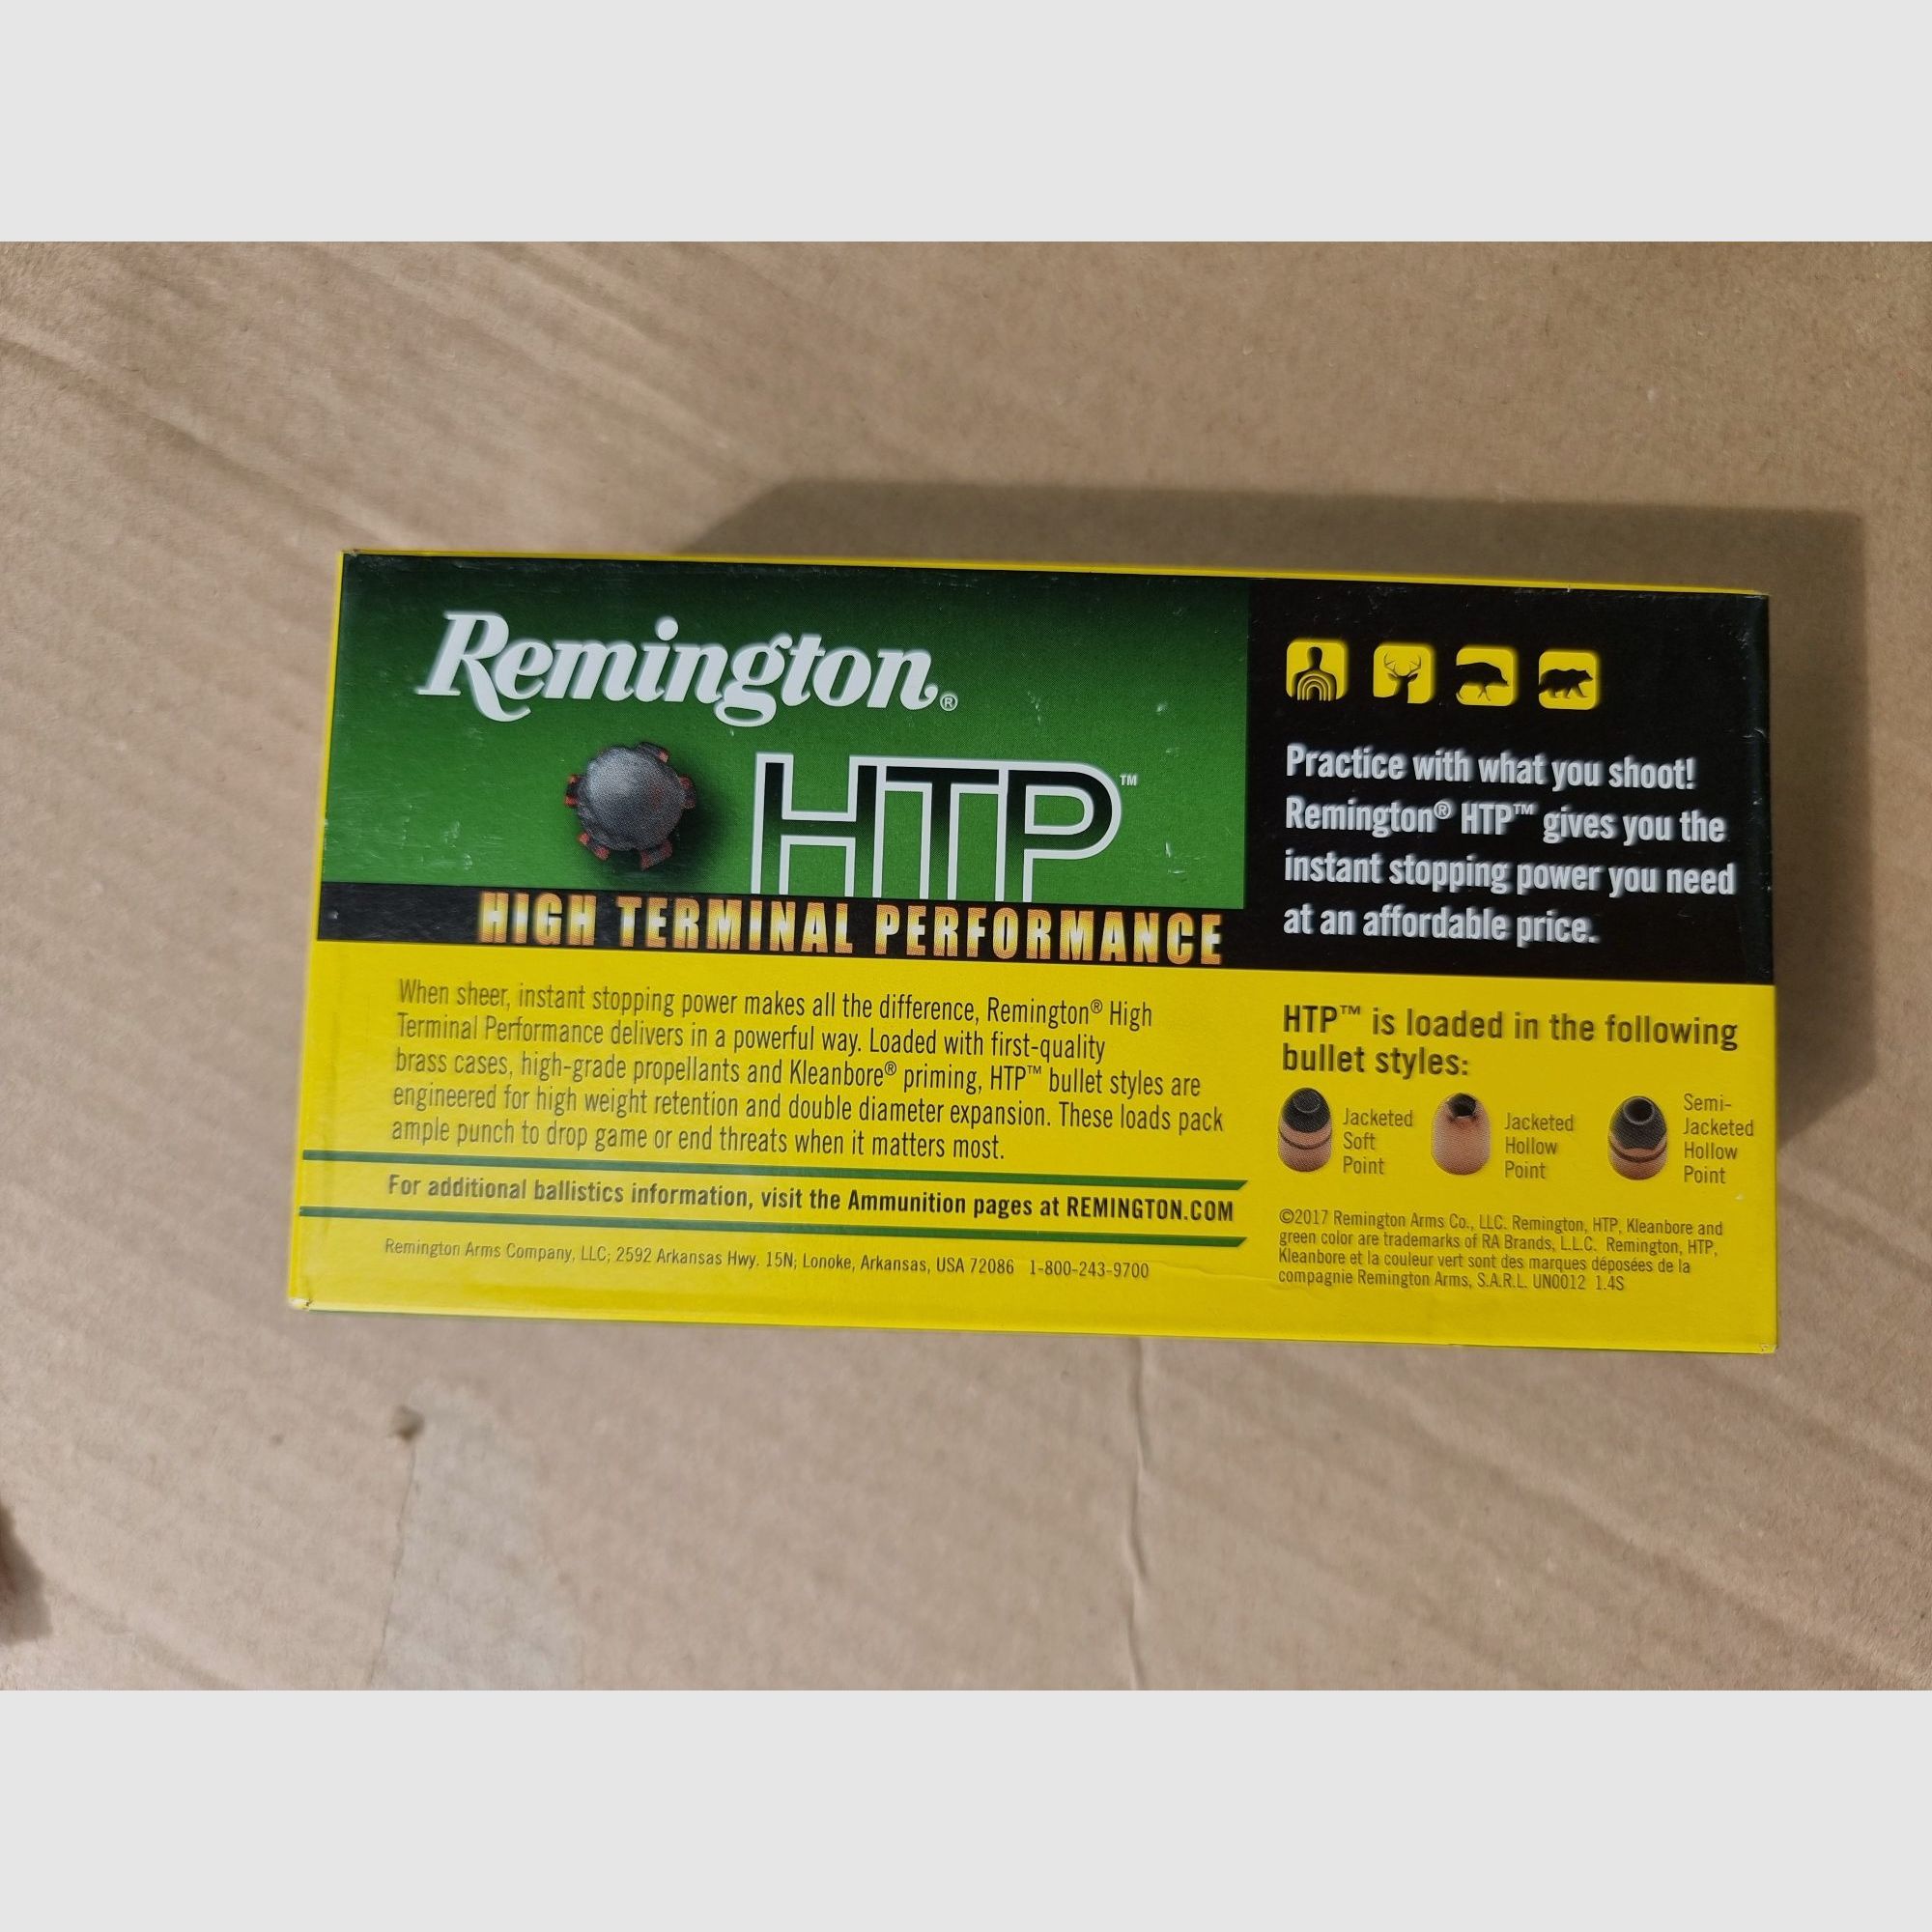 Remington®
HTP™
HIGH TERMINAL PERFORMANCE
When sheer, instant stopping power makes all the difference, Remington® High
Terminal Performance delivers in a powerful way. Loaded with first-quality
brass cases, high-grade propellants and Kleanbore® priming, HTP™ bullet styles are
engineered for high weight retention and double diameter expansion. These loads pack
ample punch to drop game or end threats when it matters most.
For additional ballistics information, visit the Ammunition pages at REMINGTON.COM
Remington Arms Company, LLC; 2592 Arkansas Hwy. 15N; Lonoke, Arkansas, USA 72086 1-800-243-9700
Practice with what you shoot!
Remington® HTP™ gives you the
instant stopping power you need
at an affordable price.
HTP™ is loaded in the following
bullet styles:
Jacketed
Soft
Point
Jacketed
Hollow
Point
Semi-
Jacketed
Hollow
Point
©2017 Remington Arms Co., LLC. Remington, HTP, Kleanbore and
green color are trademarks of RA Brands, L.L.C. Remington, HTP,
Kleanbore et la couleur vert sont des marques déposées de la
compagnie Remington Arms, S.A.R.L. UN0012 1.4S